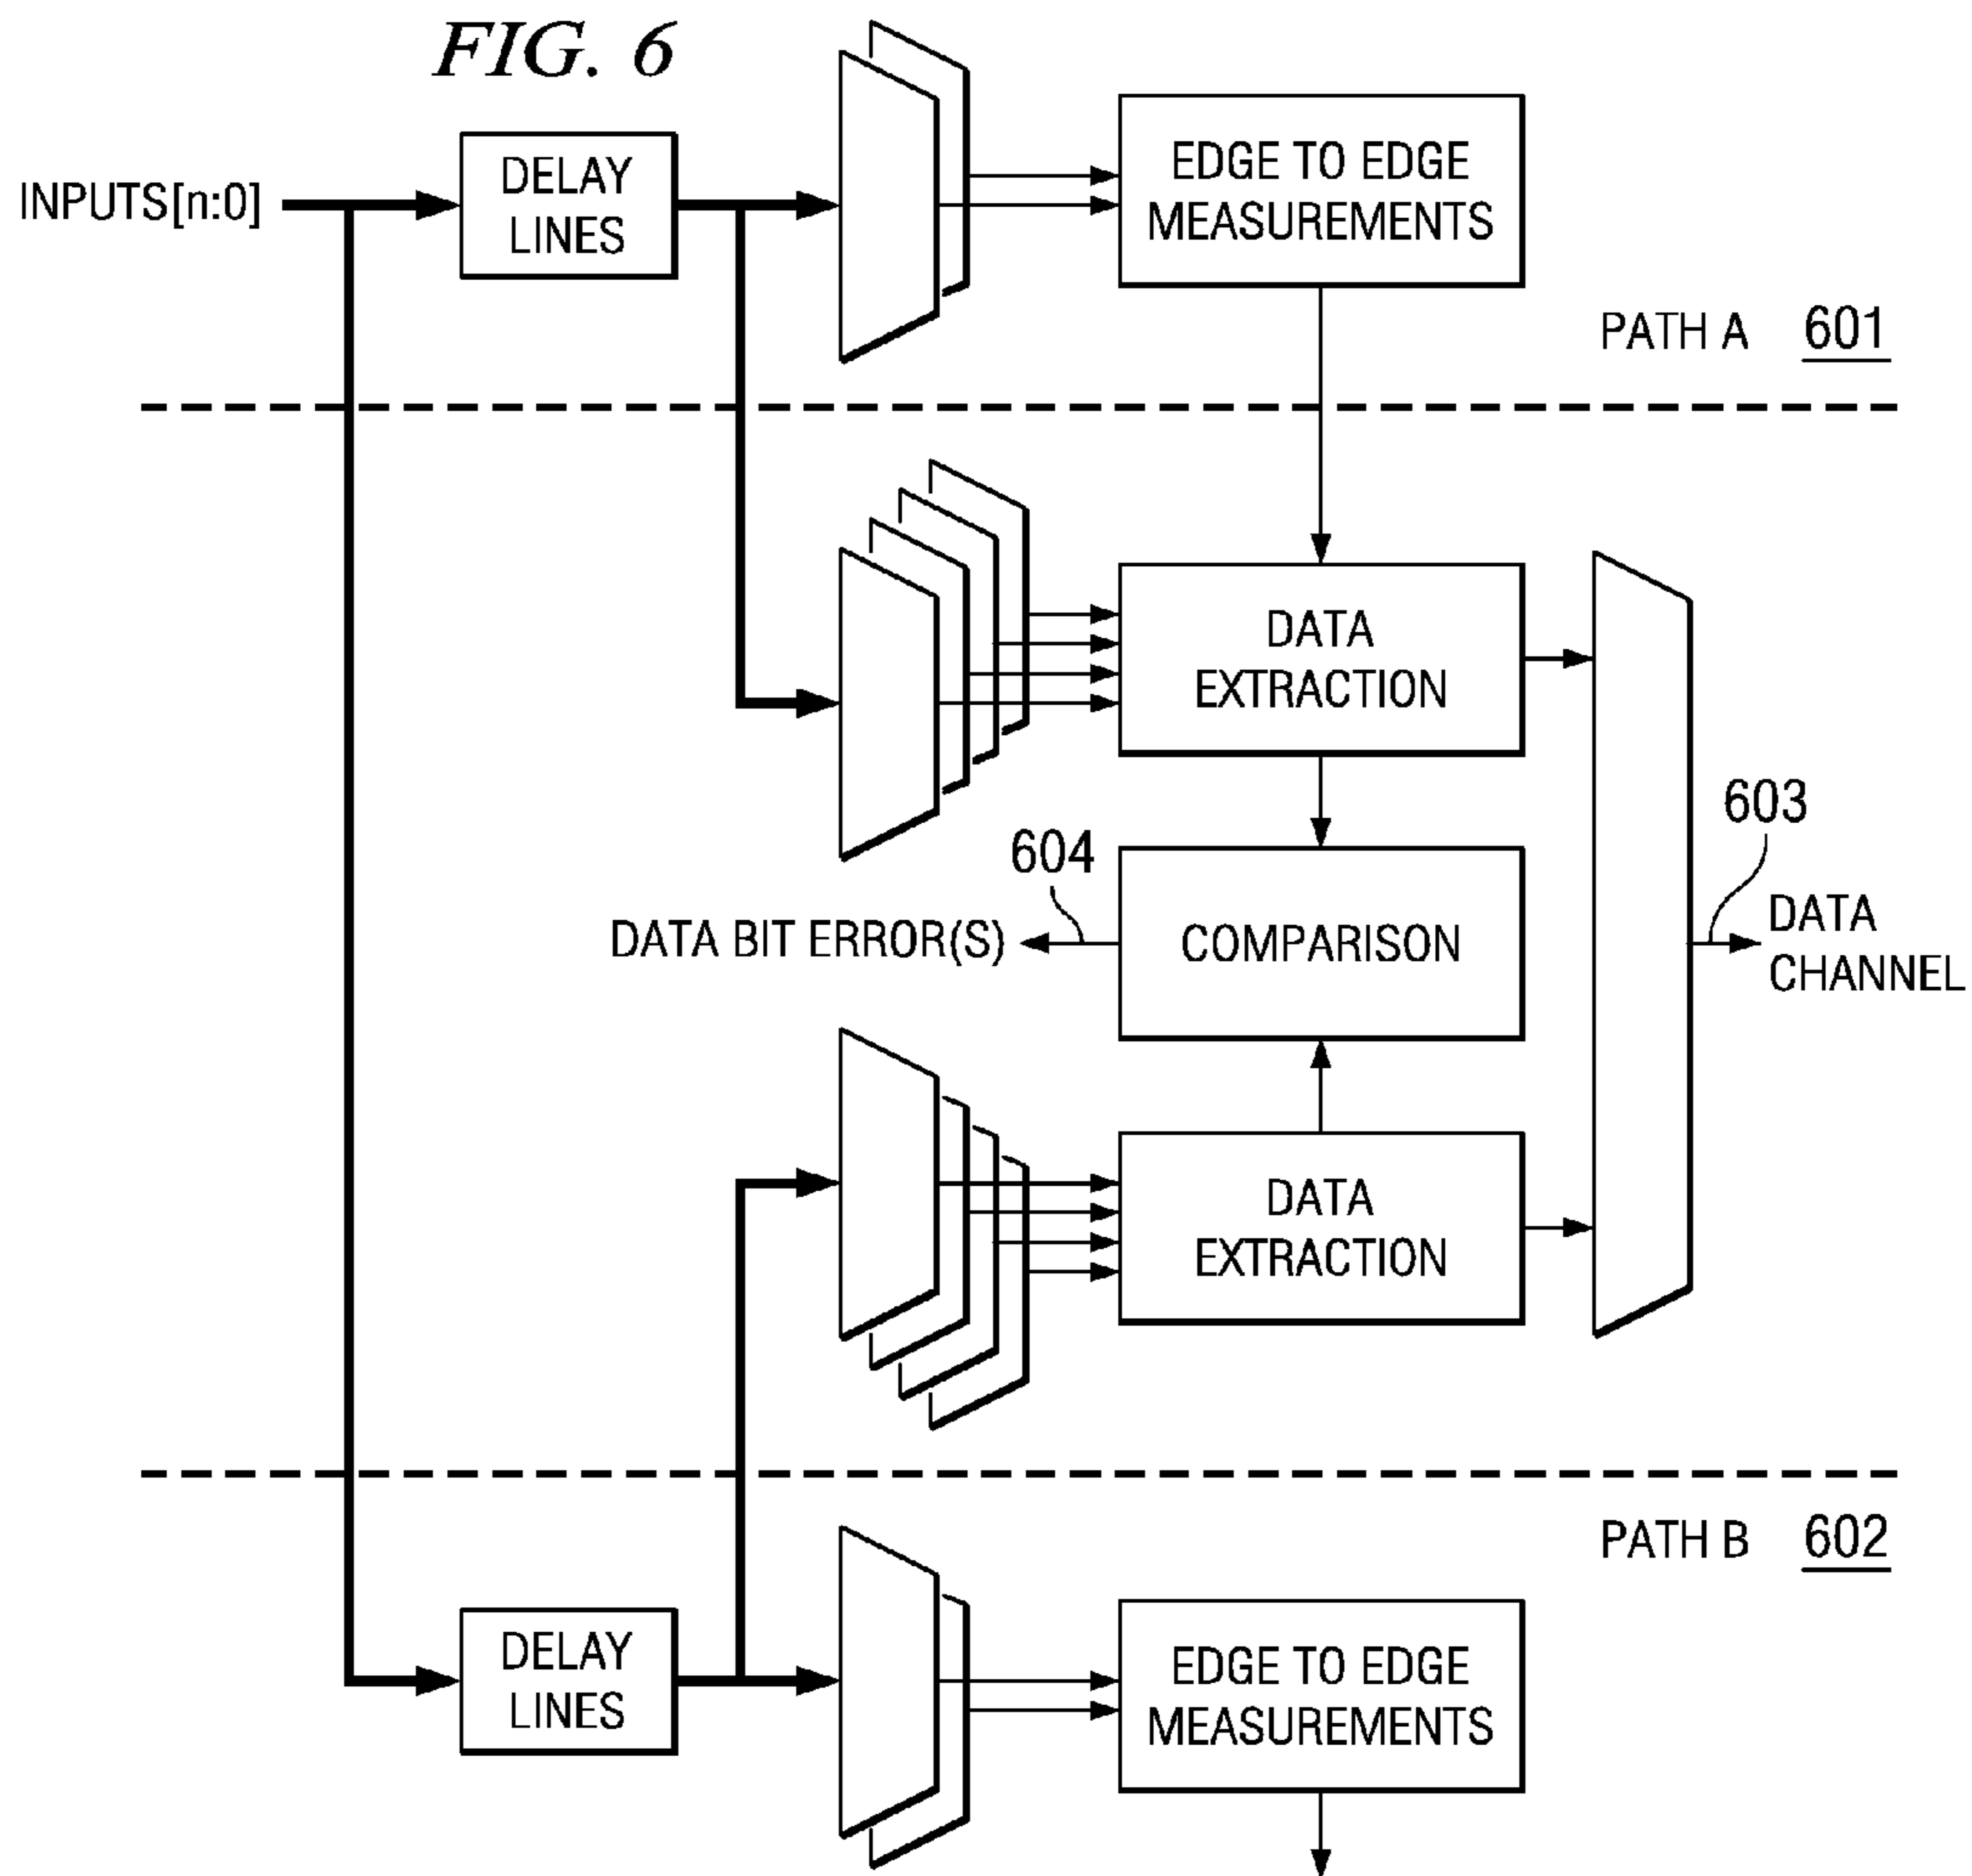 FIG. 6
INPUTS[n:0]
DELAY
LINES
EDGE TO EDGE
MEASUREMENTS
PATH A 601
DATA
EXTRACTION
603
604
DATA BIT ERROR(S)
COMPARISON
DATA
CHANNEL
DATA
EXTRACTION
PATH B 602
DELAY
LINES
EDGE TO EDGE
MEASUREMENTS